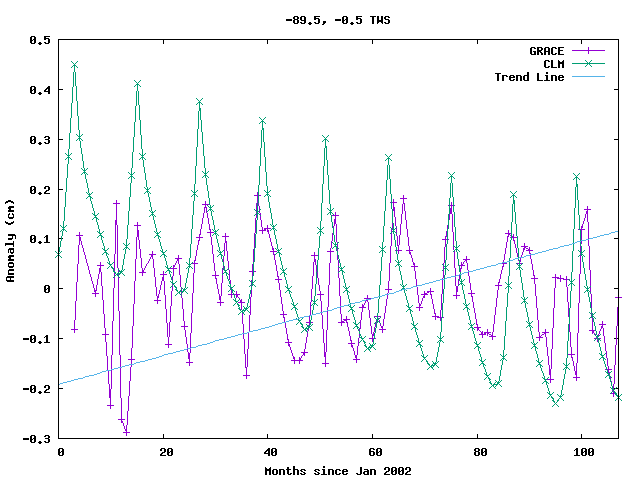 -89.5, -0.5 TWS
GRACE
CLM
Trend Line
Anomaly (cm)
0.5
0.4
0.3
0.2
0.1
0
-0.1
-0.2
-0.3
0 20 40 60 80 100
Months since Jan 2002